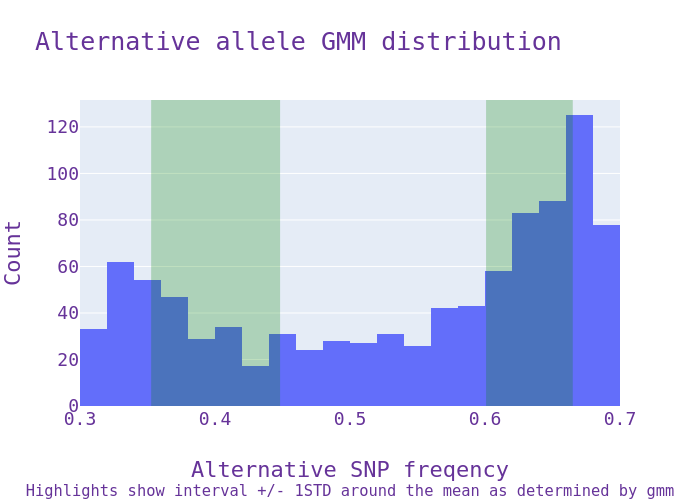 Alternative allele GMM distribution
120
100
80
60
40
20
0
Count
0.3 0.4 0.5 0.6 0.7
Alternative SNP freqency
Highlights show interval +/- 1STD around the mean as determined by gmm